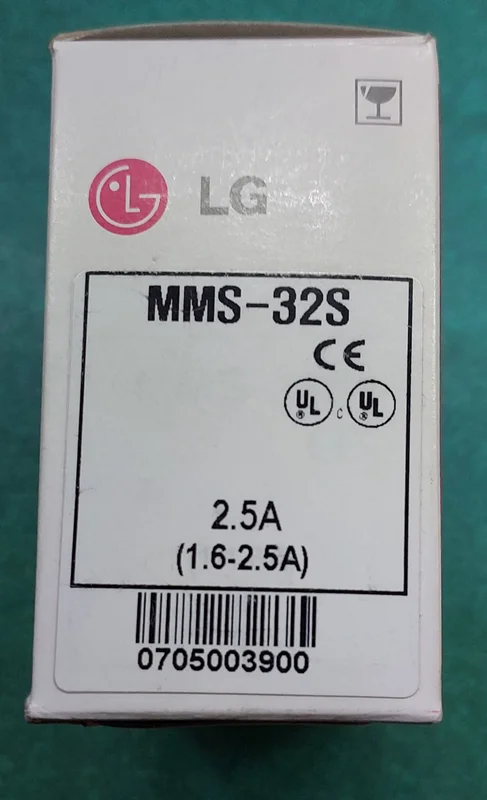 LG
MMS-32S
CE
UL c UL
2.5A
(1.6-2.5A)
0705003900